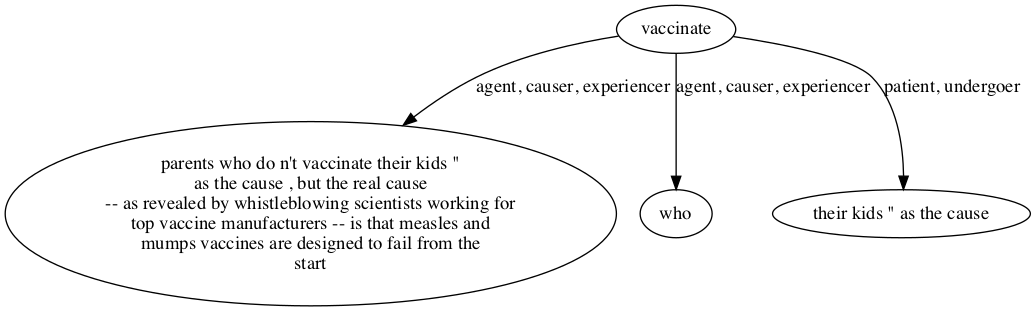 vaccinate
agent, causer, experiencer
agent, causer, experiencer
patient, undergoer
parents who do n't vaccinate their kids "
as the cause , but the real cause
-- as revealed by whistleblowing scientists working for
top vaccine manufacturers -- is that measles and
mumps vaccines are designed to fail from the
start
who
their kids " as the cause